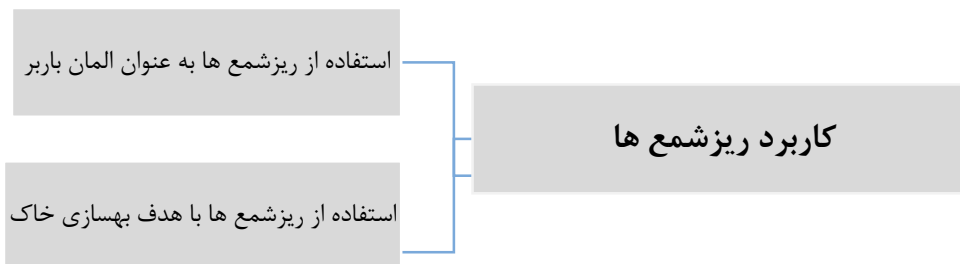 کاربرد ریزشمع ها
استفاده از ریزشمع ها به عنوان المان باربر
استفاده از ریزشمع ها با هدف بهسازی خاک